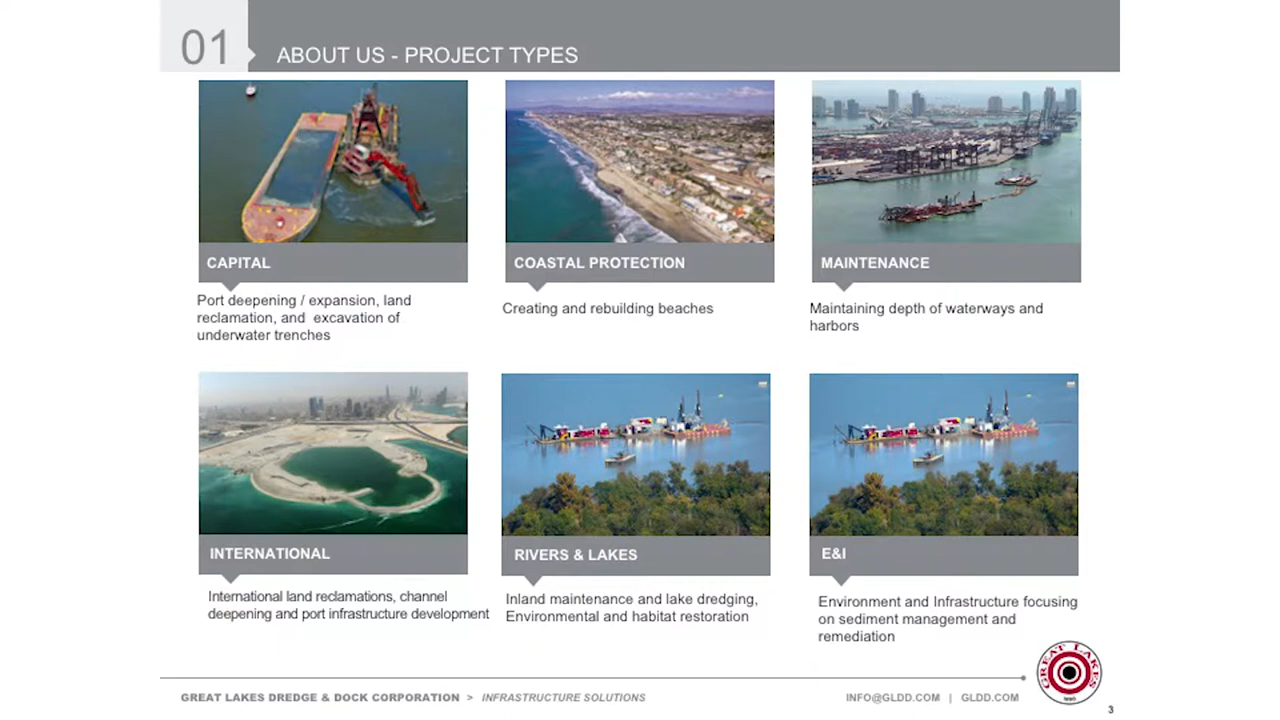 01
ABOUT US - PROJECT TYPES
CAPITAL
Port deepening / expansion, land
reclamation, and excavation of
underwater trenches
COASTAL PROTECTION
Creating and rebuilding beaches
MAINTENANCE
Maintaining depth of waterways and
harbors
INTERNATIONAL
International land reclamations, channel
deepening and port infrastructure development
RIVERS & LAKES
Inland maintenance and lake dredging,
Environmental and habitat restoration
E&I
Environment and Infrastructure focusing
on sediment management and
remediation
GREAT LAKES DREDGE & DOCK CORPORATION > INFRASTRUCTURE SOLUTIONS
INFO@GLDD.COM | GLDD.COM
GREAT LAKES
3